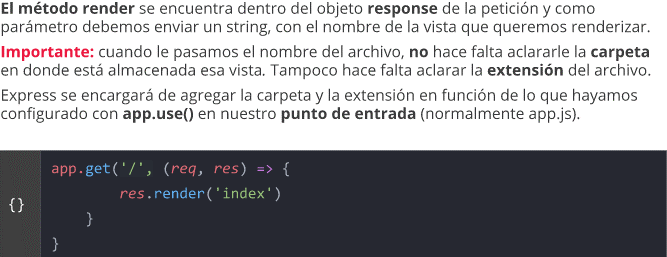 El método render se encuentra dentro del objeto response de la petición y como
parámetro debemos enviar un string, con el nombre de la vista que queremos renderizar.
Importante: cuando le pasamos el nombre del archivo, no hace falta aclararle la carpeta
en donde está almacenada esa vista. Tampoco hace falta aclarar la extensión del archivo.
Express se encargará de agregar la carpeta y la extensión en función de lo que hayamos
configurado con app.use() en nuestro punto de entrada (normalmente app.js).
{}
app.get('/', (req, res) => {
res.render('index')
}
}